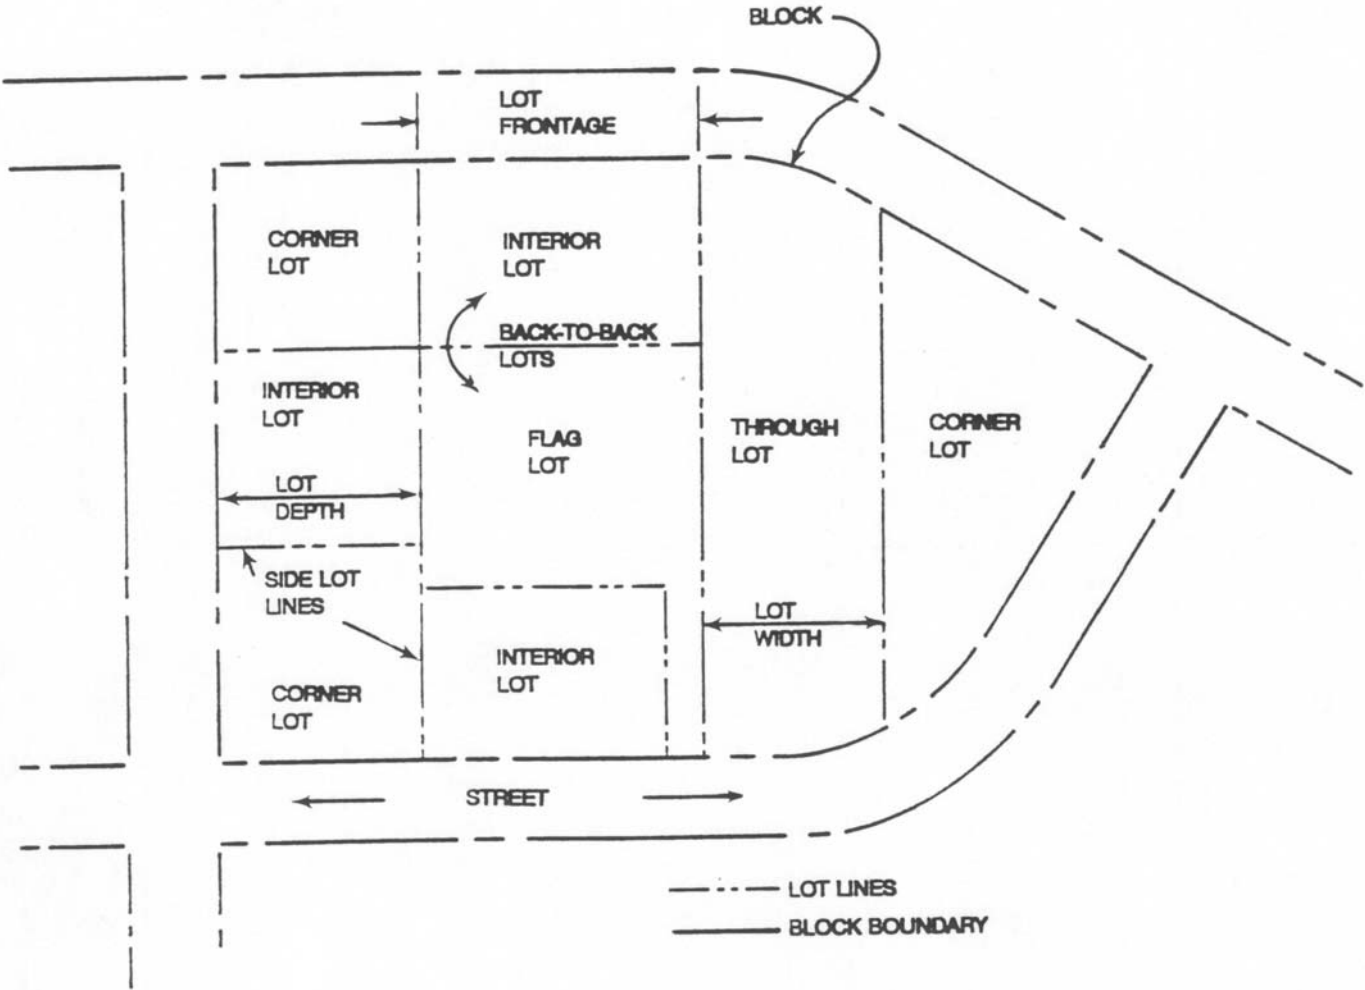 BLOCK
LOT
FRONTAGE
CORNER
LOT
INTERIOR
LOT
BACK-TO-BACK
LOTS
INTERIOR
LOT
FLAG
LOT
THROUGH
LOT
CORNER
LOT
LOT
DEPTH
SIDE LOT
LINES
LOT
WIDTH
INTERIOR
LOT
CORNER
LOT
STREET
LOT LINES
BLOCK BOUNDARY